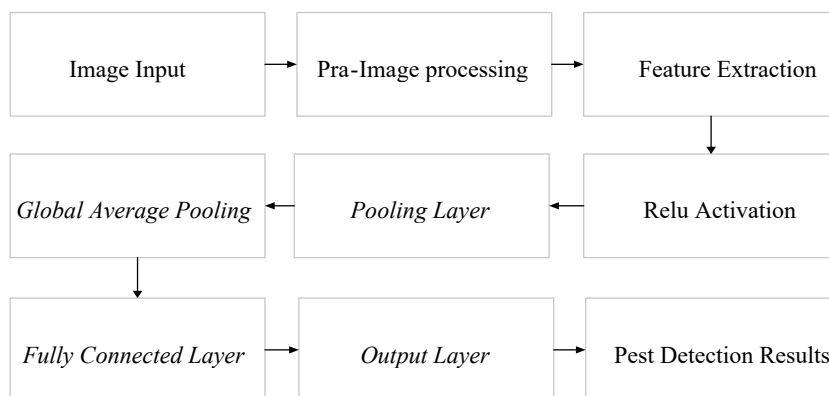 Image Input
Pra-Image processing
Feature Extraction
Global Average Pooling
Pooling Layer
Relu Activation
Fully Connected Layer
Output Layer
Pest Detection Results